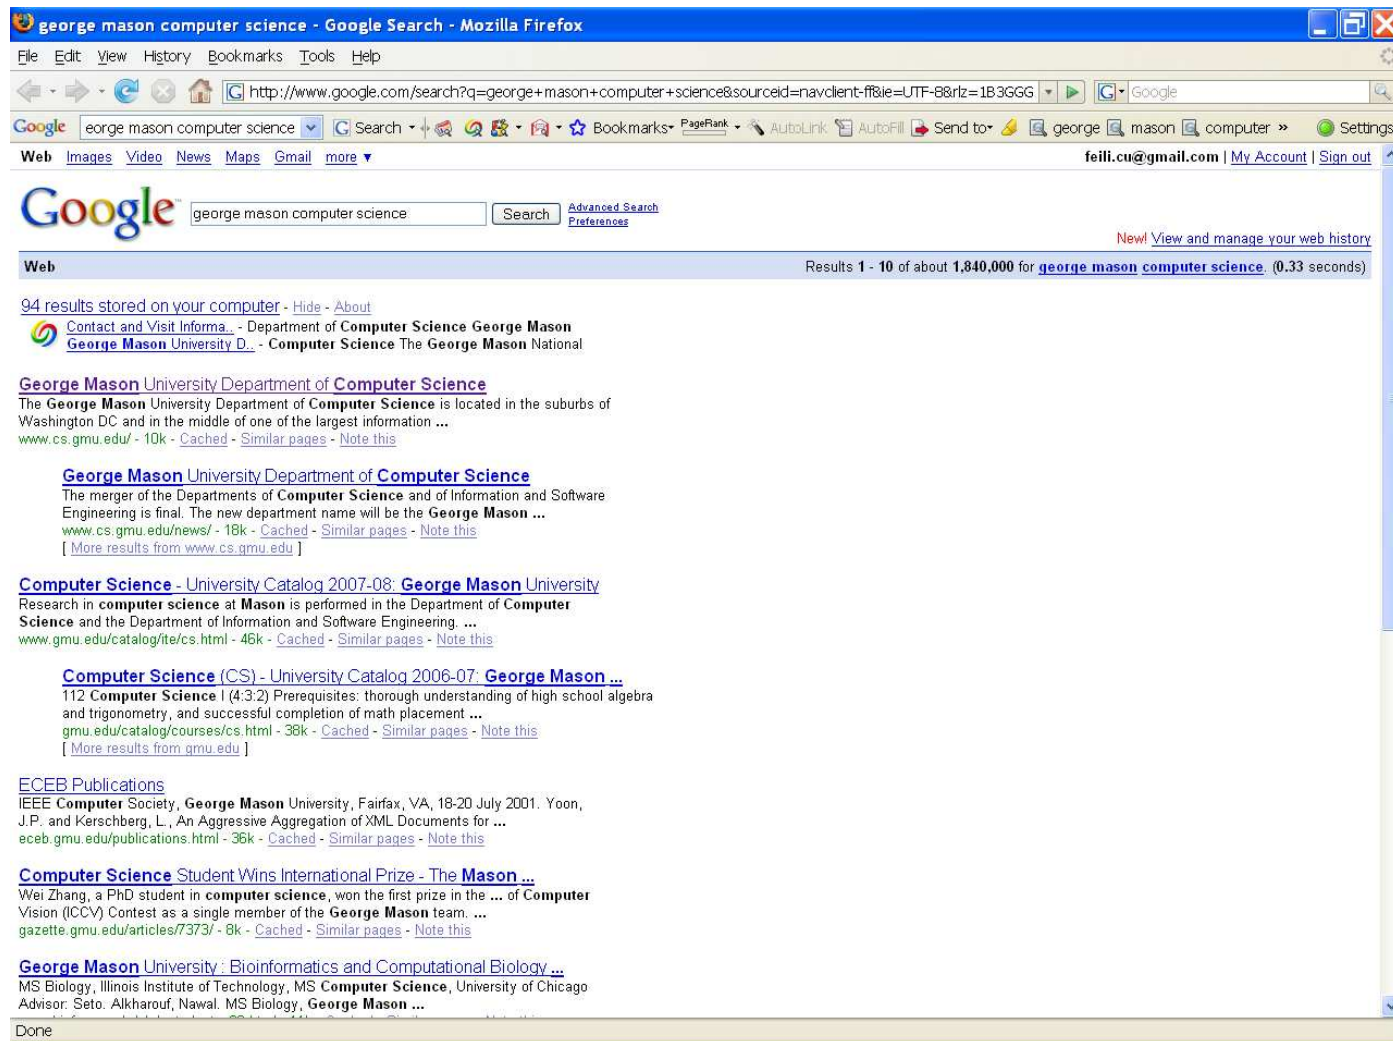 george mason computer science - Google Search - Mozilla Firefox
File Edit View History Bookmarks Tools Help
http://www.google.com/search?q=george+mason+computer+science&sourceid=navclient-ff&ie=UTF-8&rlz=1B3GGG Google
Google eorge mason computer science Search Bookmarks PageRank AutoLink AutoFill Send to george mason computer » Settings
Web Images Video News Maps Gmail more ▼ feili.cu@gmail.com | My Account | Sign out
Google george mason computer science Search Advanced Search
Preferences
New! View and manage your web history
Web Results 1 - 10 of about 1,840,000 for george mason computer science. (0.33 seconds)
94 results stored on your computer - Hide - About
Contact and Visit Informa.. - Department of Computer Science George Mason
George Mason University D.. - Computer Science The George Mason National
George Mason University Department of Computer Science
The George Mason University Department of Computer Science is located in the suburbs of
Washington DC and in the middle of one of the largest information ...
www.cs.gmu.edu/ - 10k - Cached - Similar pages - Note this
George Mason University Department of Computer Science
The merger of the Departments of Computer Science and of Information and Software
Engineering is final. The new department name will be the George Mason ...
www.cs.gmu.edu/news/ - 18k - Cached - Similar pages - Note this
[ More results from www.cs.gmu.edu ]
Computer Science - University Catalog 2007-08: George Mason University
Research in computer science at Mason is performed in the Department of Computer
Science and the Department of Information and Software Engineering. ...
www.gmu.edu/catalog/ite/cs.html - 46k - Cached - Similar pages - Note this
Computer Science (CS) - University Catalog 2006-07: George Mason ...
112 Computer Science I (4:3:2) Prerequisites: thorough understanding of high school algebra
and trigonometry, and successful completion of math placement ...
gmu.edu/catalog/courses/cs.html - 38k - Cached - Similar pages - Note this
[ More results from gmu.edu ]
ECEB Publications
IEEE Computer Society, George Mason University, Fairfax, VA, 18-20 July 2001. Yoon,
J.P. and Kerschberg, L., An Aggressive Aggregation of XML Documents for ...
eceb.gmu.edu/publications.html - 36k - Cached - Similar pages - Note this
Computer Science Student Wins International Prize - The Mason ...
Wei Zhang, a PhD student in computer science, won the first prize in the ... of Computer
Vision (ICCV) Contest as a single member of the George Mason team. ...
gazette.gmu.edu/articles/7373/ - 8k - Cached - Similar pages - Note this
George Mason University : Bioinformatics and Computational Biology ...
MS Biology, Illinois Institute of Technology, MS Computer Science, University of Chicago
Advisor: Seto. Alkharouf, Nawal. MS Biology, George Mason ...
Done